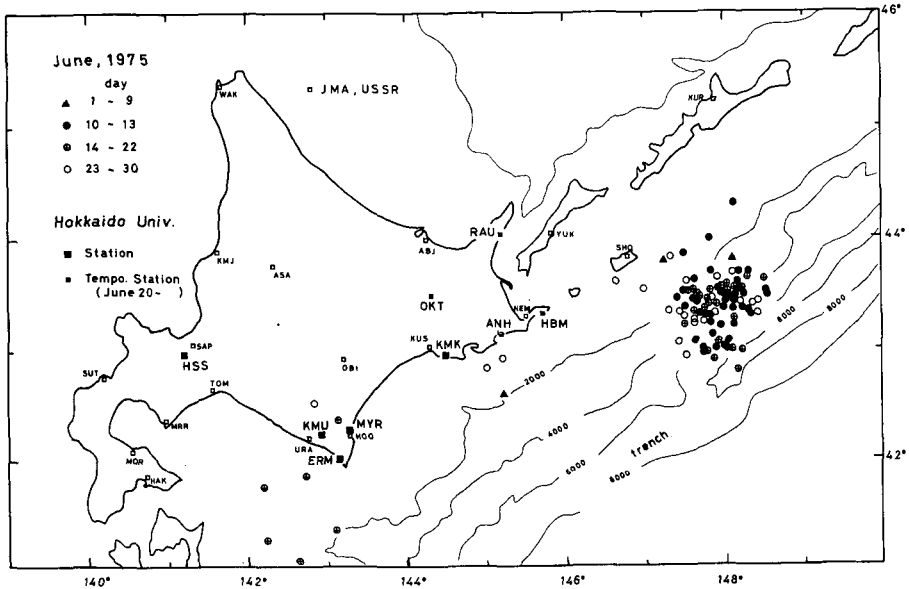 46°
June, 1975
day
1 ~ 9
10 ~ 13
14 ~ 22
23 ~ 30
JMA, USSR
WAK
KUR
Hokkaido Univ.
Station
Tempo. Station
(June 20~ )
RAU
YUK
44°
ABJ
SHO
KMJ
ASA
OKT
NEM
HBM
ANH
KUS
KMK
SAP
HSS
OBI
SUT
TOM
2000
4000
6000
8000
6000
8000
trench
MRR
KMU
MYR
HOO
URA
ERM
MOR
HAK
42°
140°
142°
144°
146°
148°